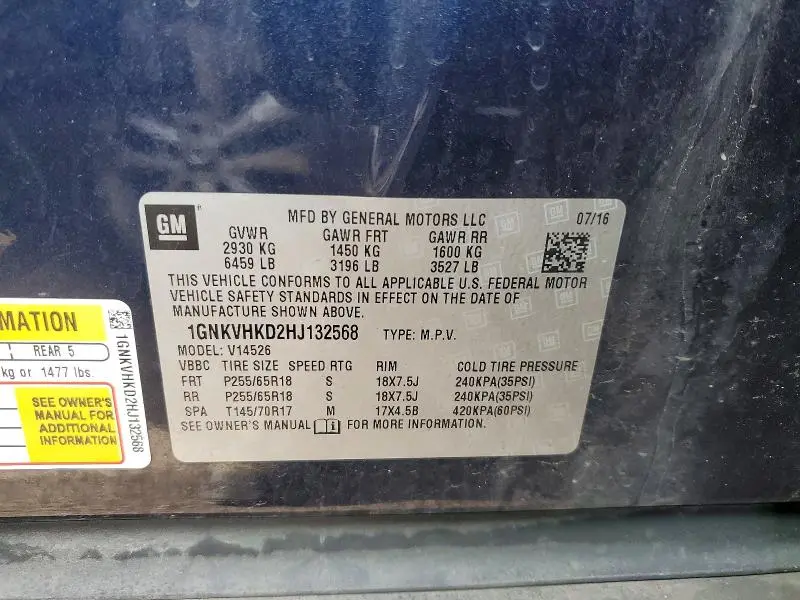 GM
MFD BY GENERAL MOTORS LLC 07/16
GVWR GAWR FRT GAWR RR
2930 KG 1450 KG 1600 KG
6459 LB 3196 LB 3527 LB
THIS VEHICLE CONFORMS TO ALL APPLICABLE U.S. FEDERAL MOTOR
VEHICLE SAFETY STANDARDS IN EFFECT ON THE DATE OF
MANUFACTURE SHOWN ABOVE.
1GNKVHKD2HJ132568 TYPE: M.P.V.
MODEL: V14526
VBBC TIRE SIZE SPEED RTG RIM COLD TIRE PRESSURE
FRT P255/65R18 S 18X7.5J 240KPA(35PSI)
RR P255/65R18 S 18X7.5J 240KPA(35PSI)
SPA T145/70R17 M 17X4.5B 420KPA(60PSI)
SEE OWNER'S MANUAL i FOR MORE INFORMATION.
MATION
REAR 5
kg or 1477 lbs.
SEE OWNER'S
MANUAL FOR
ADDITIONAL
INFORMATION
1GNKVHKD2HJ132568